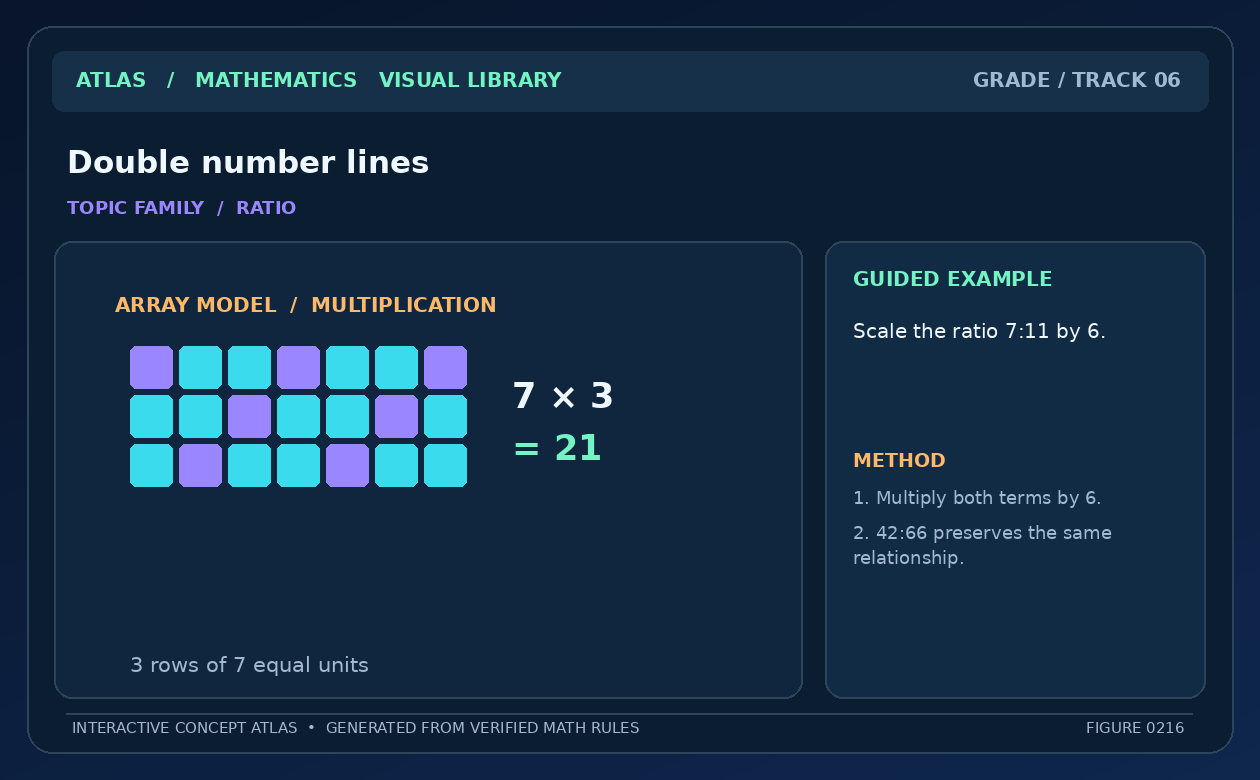 ATLAS / MATHEMATICS VISUAL LIBRARY
GRADE / TRACK 06
Double number lines
TOPIC FAMILY / RATIO
ARRAY MODEL / MULTIPLICATION
7 × 3
= 21
3 rows of 7 equal units
GUIDED EXAMPLE
Scale the ratio 7:11 by 6.
METHOD
1. Multiply both terms by 6.
2. 42:66 preserves the same
relationship.
INTERACTIVE CONCEPT ATLAS • GENERATED FROM VERIFIED MATH RULES
FIGURE 0216